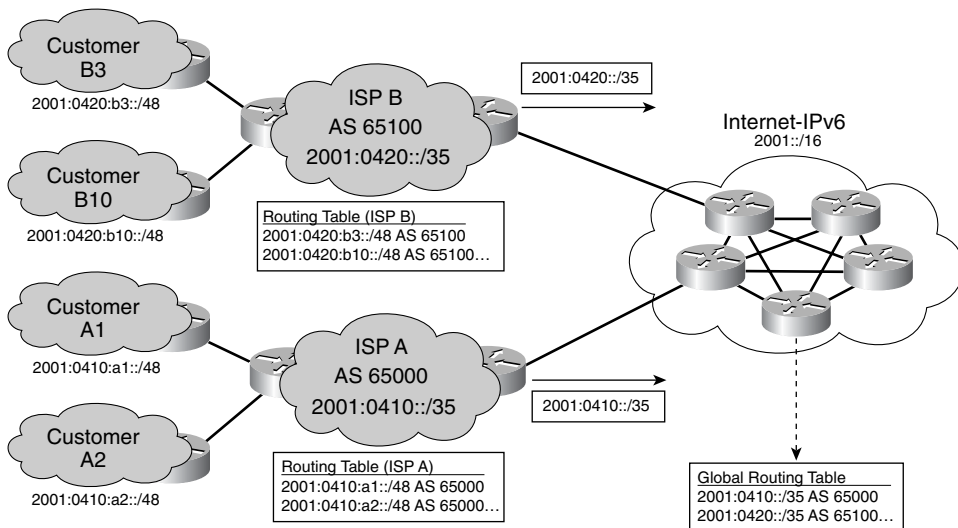 Customer
B3
2001:0420:b3::/48
Customer
B10
2001:0420:b10::/48
ISP B
AS 65100
2001:0420::/35
2001:0420::/35
Routing Table (ISP B)
2001:0420:b3::/48 AS 65100
2001:0420:b10::/48 AS 65100…
Internet-IPv6
2001::/16
Customer
A1
2001:0410:a1::/48
Customer
A2
2001:0410:a2::/48
ISP A
AS 65000
2001:0410::/35
2001:0410::/35
Routing Table (ISP A)
2001:0410:a1::/48 AS 65000
2001:0410:a2::/48 AS 65000…
Global Routing Table
2001:0410::/35 AS 65000
2001:0420::/35 AS 65100…